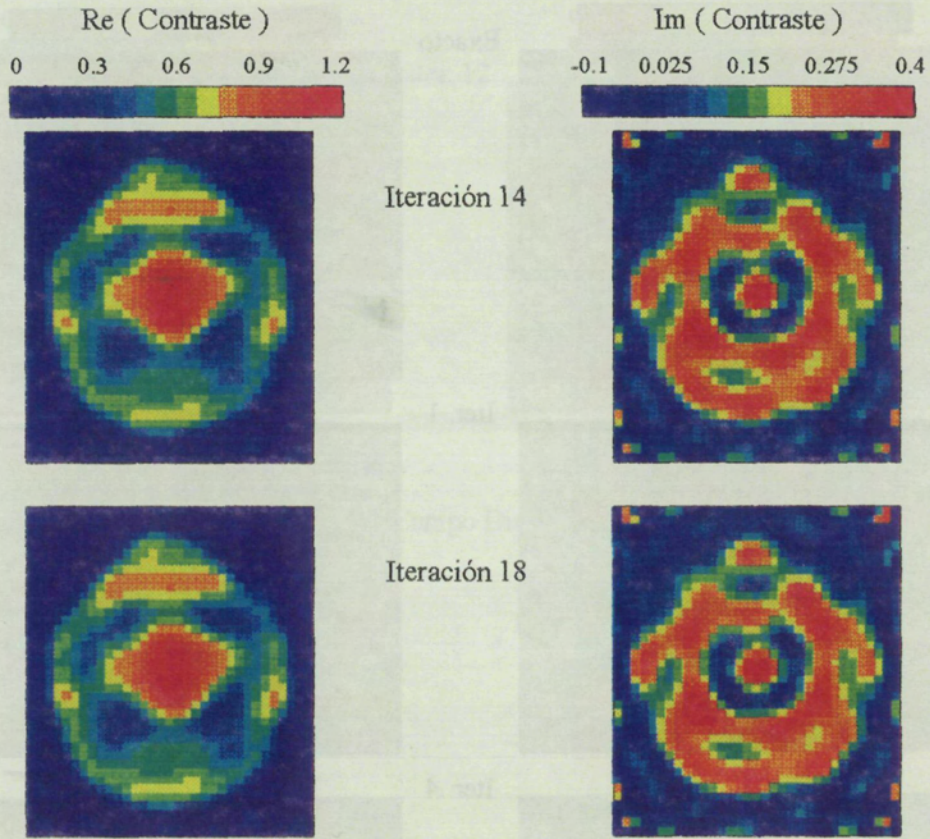 Re ( Contraste )
Im ( Contraste )
0 0.3 0.6 0.9 1.2
-0.1 0.025 0.15 0.275 0.4
Iteración 14
Iteración 18